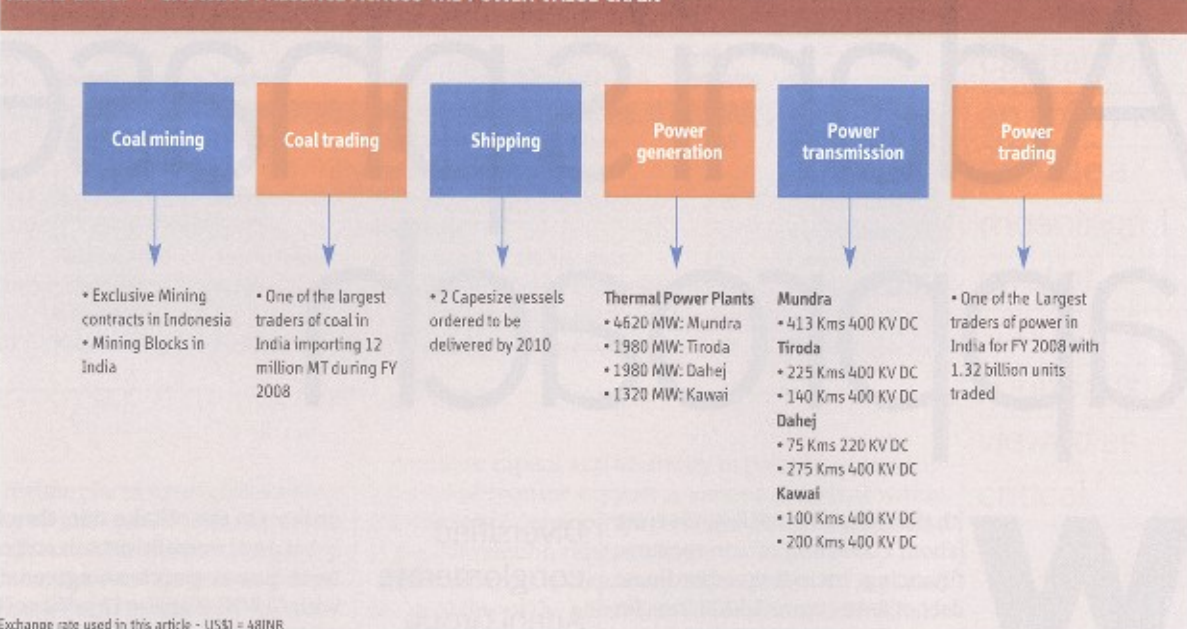 PRESENCE ACROSS THE POWER VALUE CHAIN
Coal mining
• Exclusive Mining
contracts in Indonesia
• Mining Blocks in
India
Coal trading
• One of the largest
traders of coal in
India importing 12
million MT during FY
2008
Shipping
• 2 Capesize vessels
ordered to be
delivered by 2010
Power
generation
Thermal Power Plants
• 4620 MW: Mundra
• 1980 MW: Tiroda
• 1980 MW: Dahej
• 1320 MW: Kawai
Power
transmission
Mundra
• 413 Kms 400 KV DC
Tiroda
• 225 Kms 400 KV DC
• 140 Kms 400 KV DC
Dahej
• 75 Kms 220 KV DC
• 275 Kms 400 KV DC
Kawai
• 100 Kms 400 KV DC
• 200 Kms 400 KV DC
Power
trading
• One of the Largest
traders of power in
India for FY 2008 with
1.32 billion units
traded
Exchange rate used in this article - US$1 = 48INR